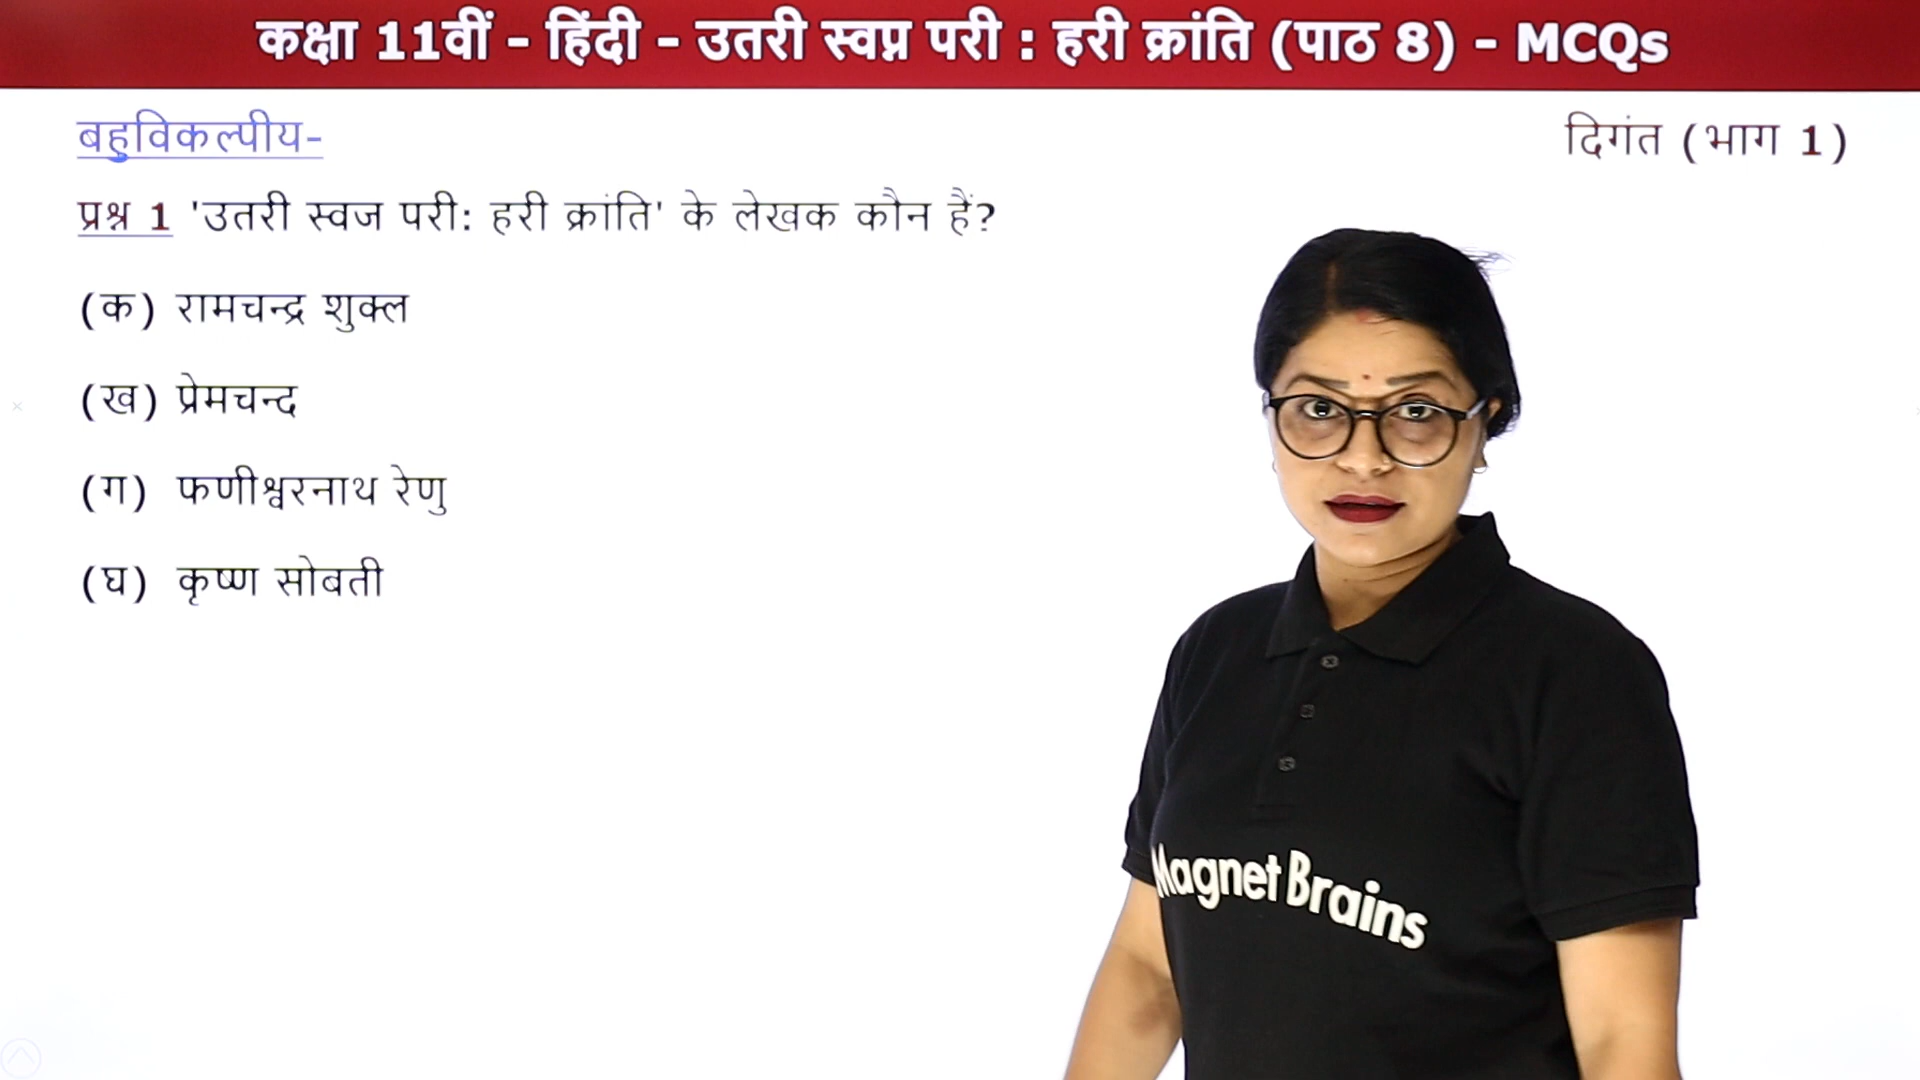 कक्षा 11वीं - हिंदी - उतरी स्वप्न परी : हरी क्रांति (पाठ 8) - MCQs
बहुविकल्पीय-
दिगंत (भाग 1)
प्रश्न 1 'उतरी स्वज परी: हरी क्रांति' के लेखक कौन हैं?
(क) रामचन्द्र शुक्ल
(ख) प्रेमचन्द
(ग) फणीश्वरनाथ रेणु
(घ) कृष्ण सोबती
Magnet Brains